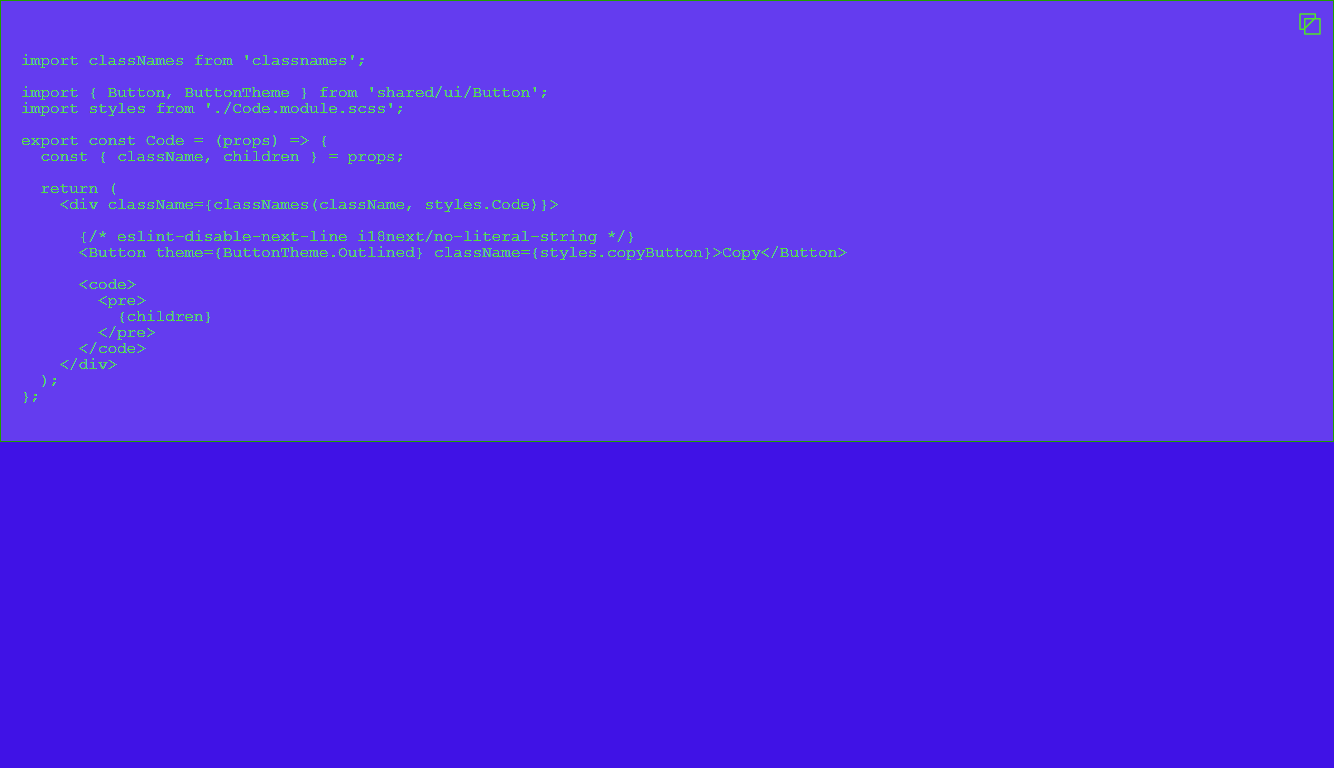 import classNames from 'classnames';
import { Button, ButtonTheme } from 'shared/ui/Button';
import styles from './Code.module.scss';
export const Code = (props) => {
  const { className, children } = props;
  return (
    <div className={classNames(className, styles.Code)}>
      {/* eslint-disable-next-line i18next/no-literal-string */}
      <Button theme={ButtonTheme.Outlined} className={styles.copyButton}>Copy</Button>
      <code>
        <pre>
          {children}
        </pre>
      </code>
    </div>
  );
};